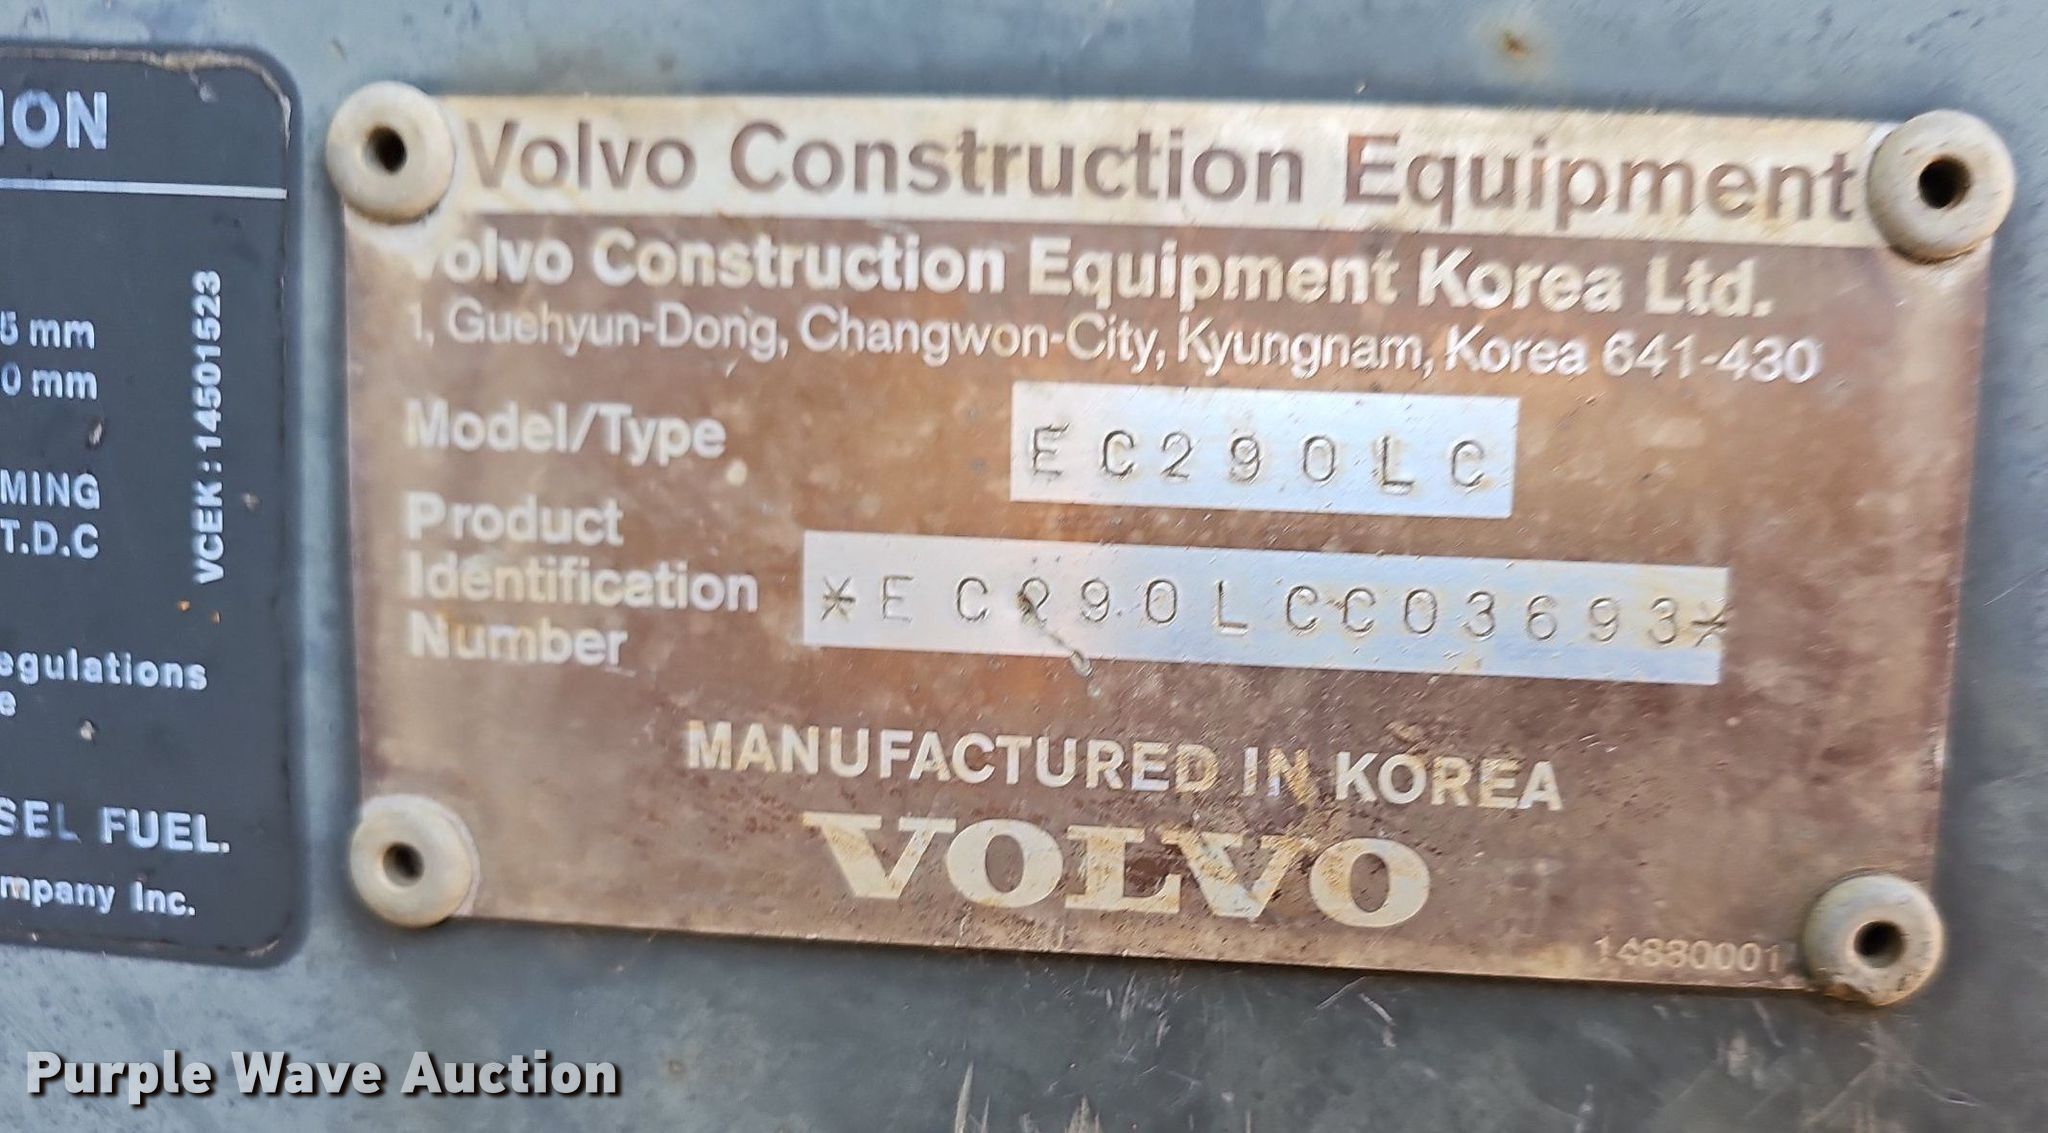 ION
5 mm
0 mm
MING
T.D.C
egulations
e
SEL FUEL.
mpany Inc.
VCEK:14501523
Volvo Construction Equipment
Volvo Construction Equipment Korea Ltd.
1, Guehyun-Dong, Changwon-City, Kyungnam, Korea 641-430
Model/Type EC290LC
Product
Identification *EC290LCC03693*
Number
MANUFACTURED IN KOREA
VOLVO
14880001
Purple Wave Auction